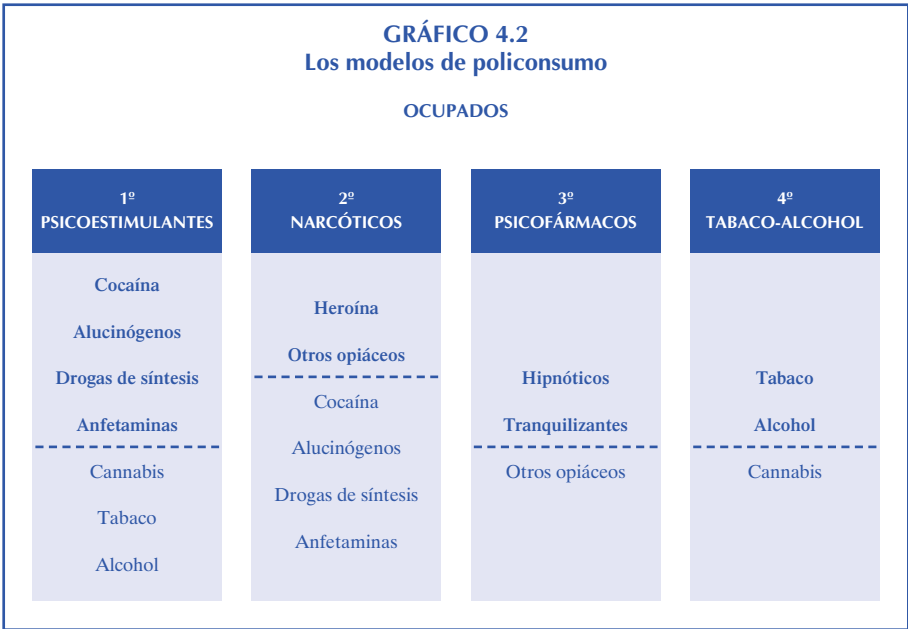 GRÁFICO 4.2
Los modelos de policonsumo
OCUPADOS
1º
PSICOESTIMULANTES
Cocaína
Alucinógenos
Drogas de síntesis
Anfetaminas
Cannabis
Tabaco
Alcohol
2º
NARCÓTICOS
Heroína
Otros opiáceos
Cocaína
Alucinógenos
Drogas de síntesis
Anfetaminas
3º
PSICOFÁRMACOS
Hipnóticos
Tranquilizantes
Otros opiáceos
4º
TABACO-ALCOHOL
Tabaco
Alcohol
Cannabis